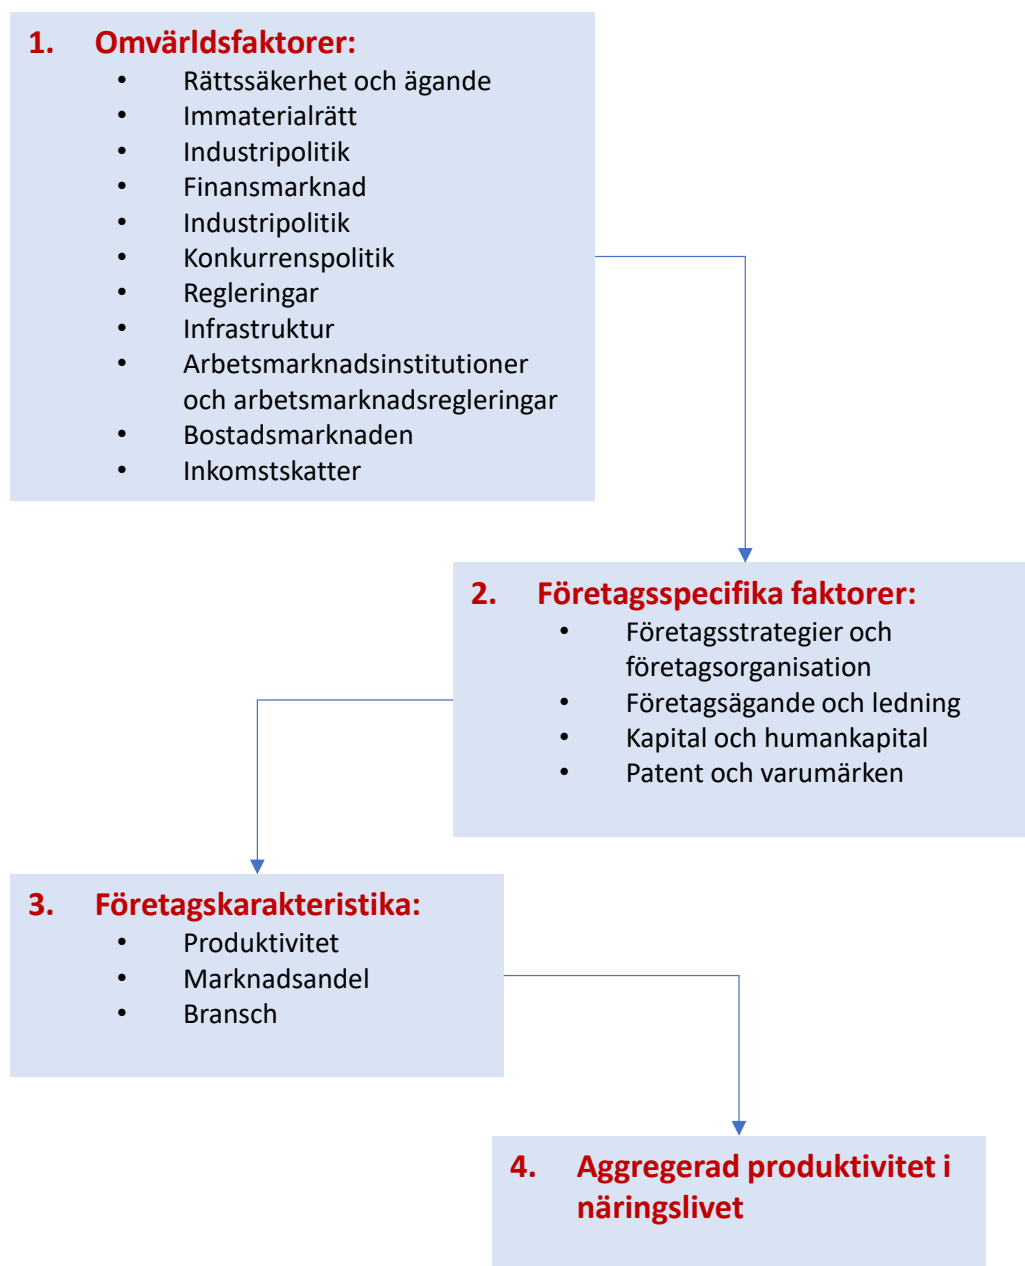 1. Omvärldsfaktorer:
• Rättssäkerhet och ägande
• Immaterialrätt
• Industripolitik
• Finansmarknad
• Industripolitik
• Konkurrenspolitik
• Regleringar
• Infrastruktur
• Arbetsmarknadsinstitutioner
och arbetsmarknadsregleringar
• Bostadsmarknaden
• Inkomstskatter
2. Företagsspecifika faktorer:
• Företagsstrategier och
företagsorganisation
• Företagsägande och ledning
• Kapital och humankapital
• Patent och varumärken
3. Företagskarakteristika:
• Produktivitet
• Marknadsandel
• Bransch
4. Aggregerad produktivitet i
näringslivet